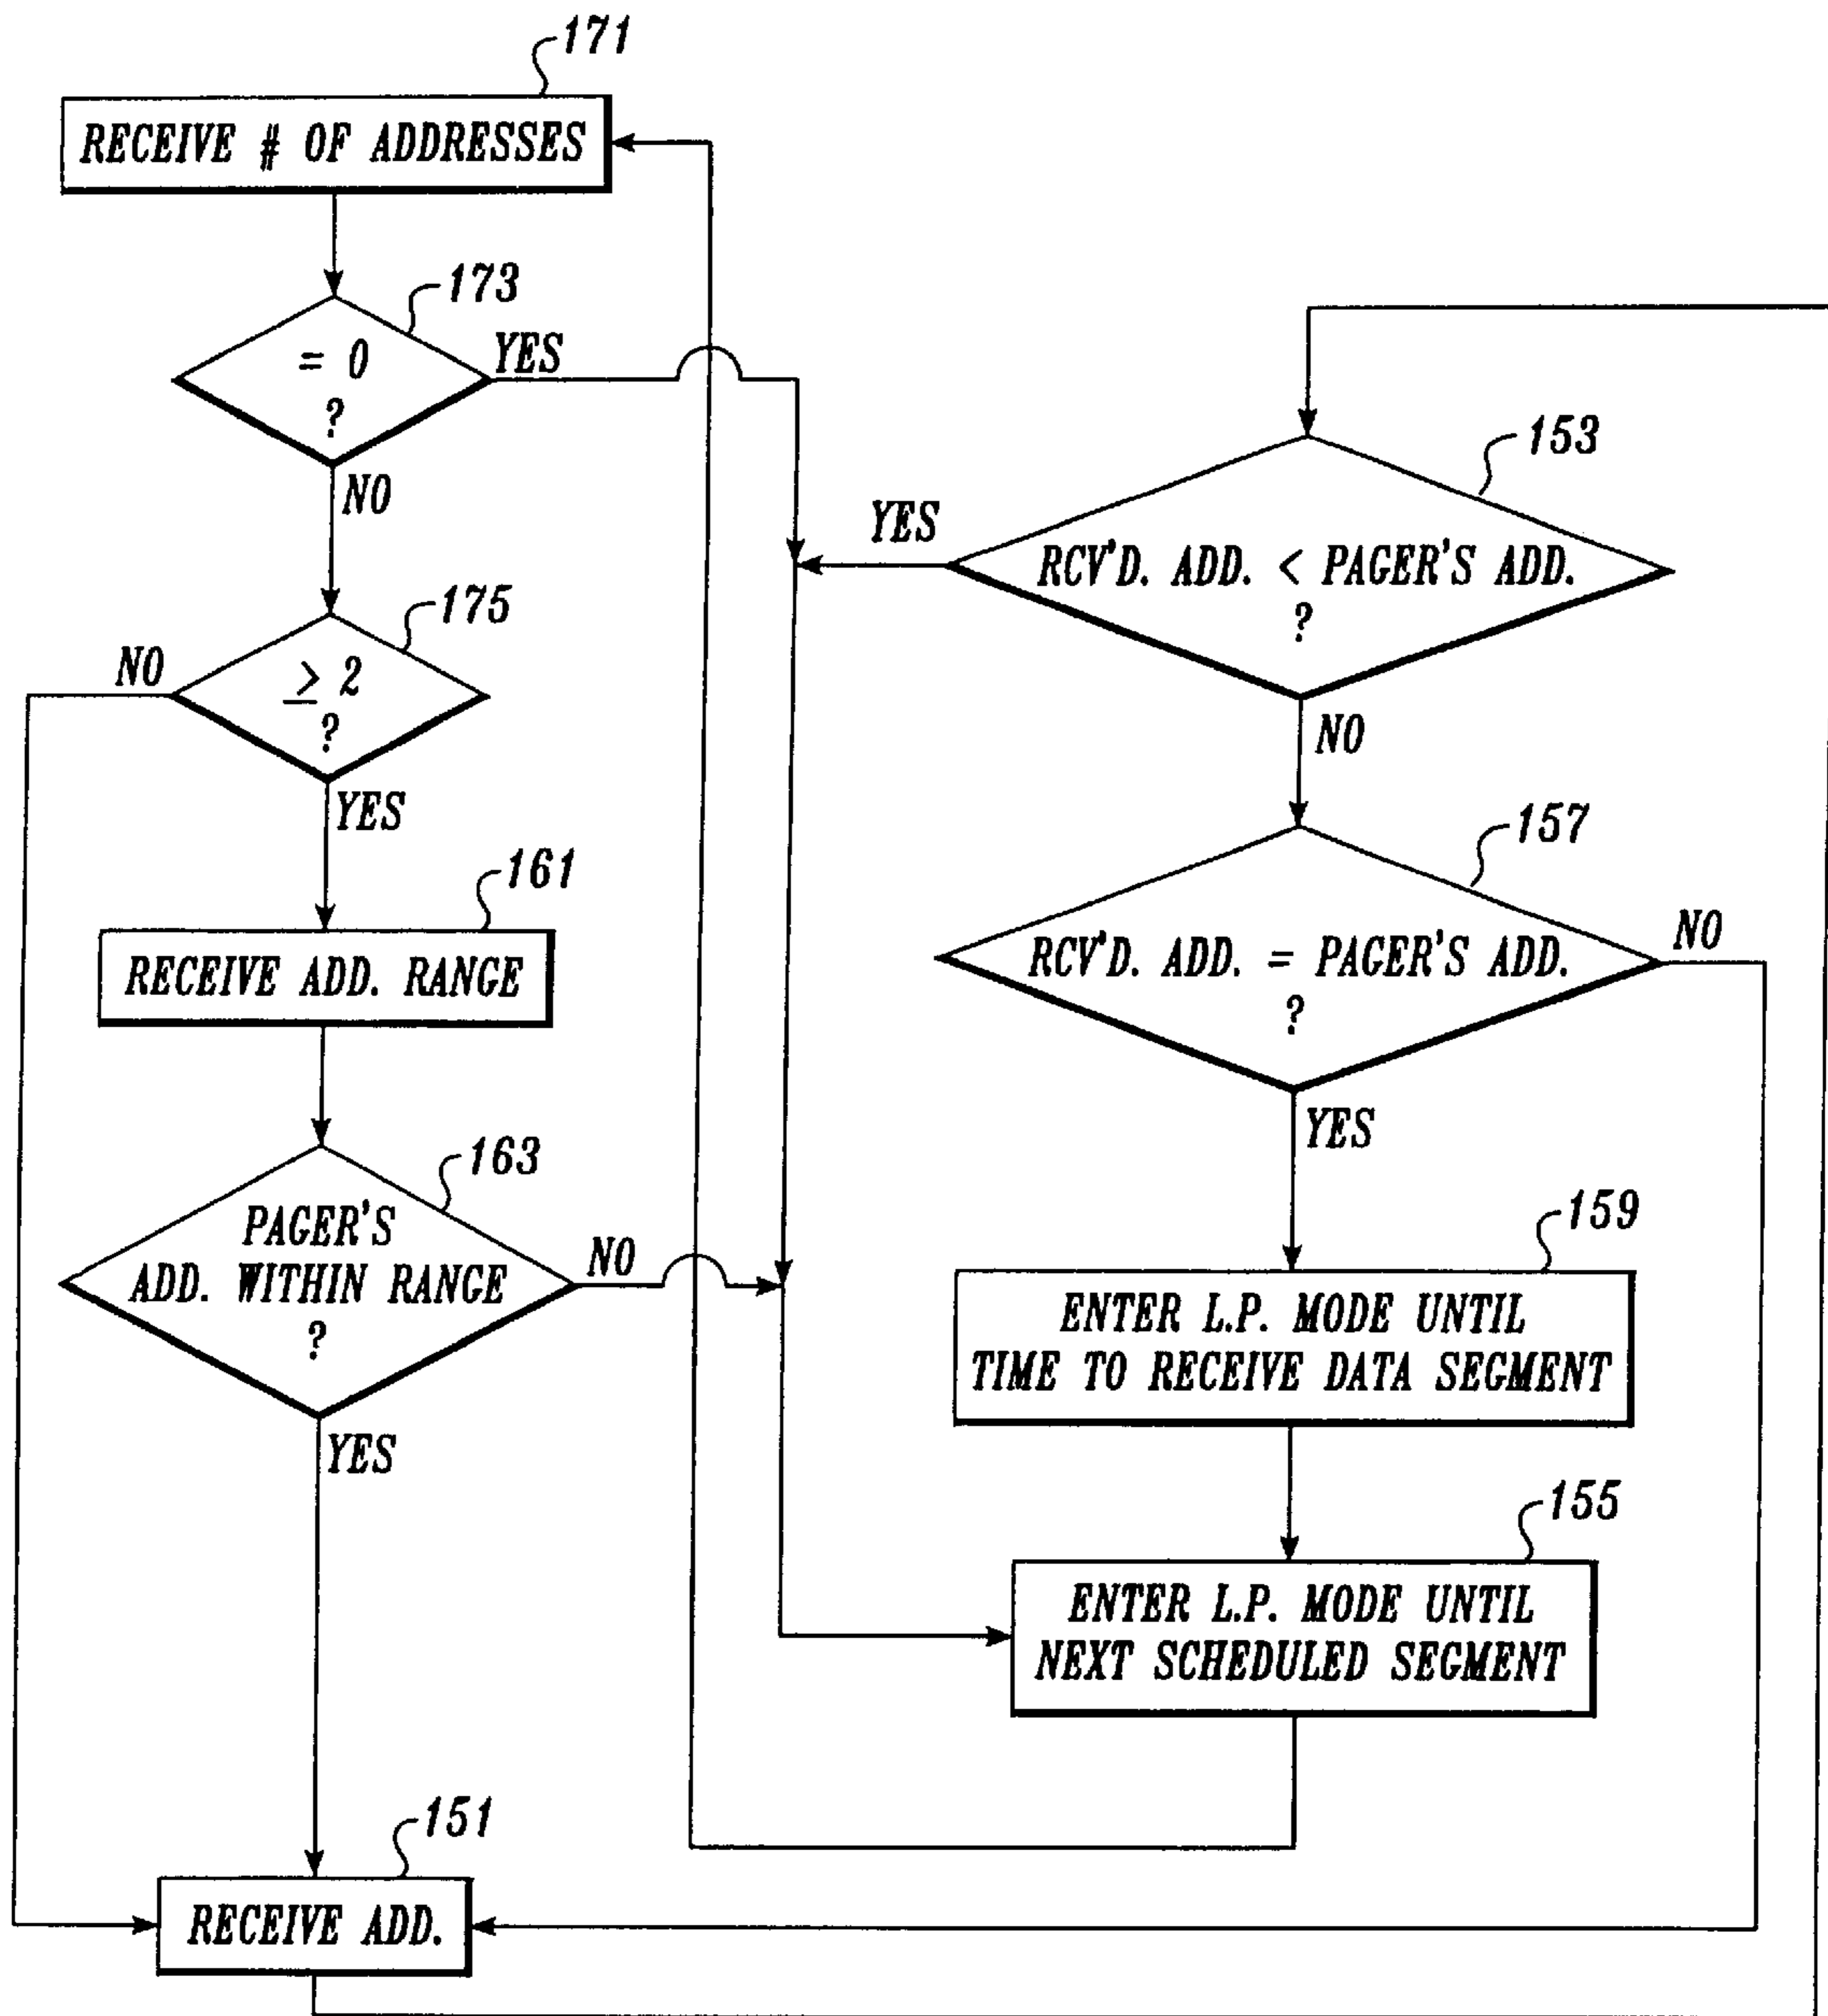 171
RECEIVE # OF ADDRESSES
173
= 0
?
YES
NO
175
≥ 2
?
NO
YES
161
RECEIVE ADD. RANGE
163
PAGER'S
ADD. WITHIN RANGE
?
NO
YES
151
RECEIVE ADD.
153
RCV'D. ADD. < PAGER'S ADD.
?
YES
NO
157
RCV'D. ADD. = PAGER'S ADD.
?
NO
YES
159
ENTER L.P. MODE UNTIL
TIME TO RECEIVE DATA SEGMENT
155
ENTER L.P. MODE UNTIL
NEXT SCHEDULED SEGMENT